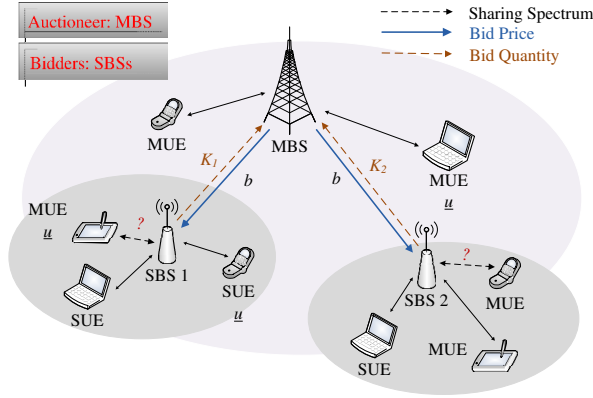 Auctioneer: MBS
Bidders: SBSs
Sharing Spectrum
Bid Price
Bid Quantity
MUE
MBS
MUE
u
K1
b
b
K2
MUE
u
?
SBS 1
SUE
SUE
u
?
SBS 2
MUE
SUE
MUE